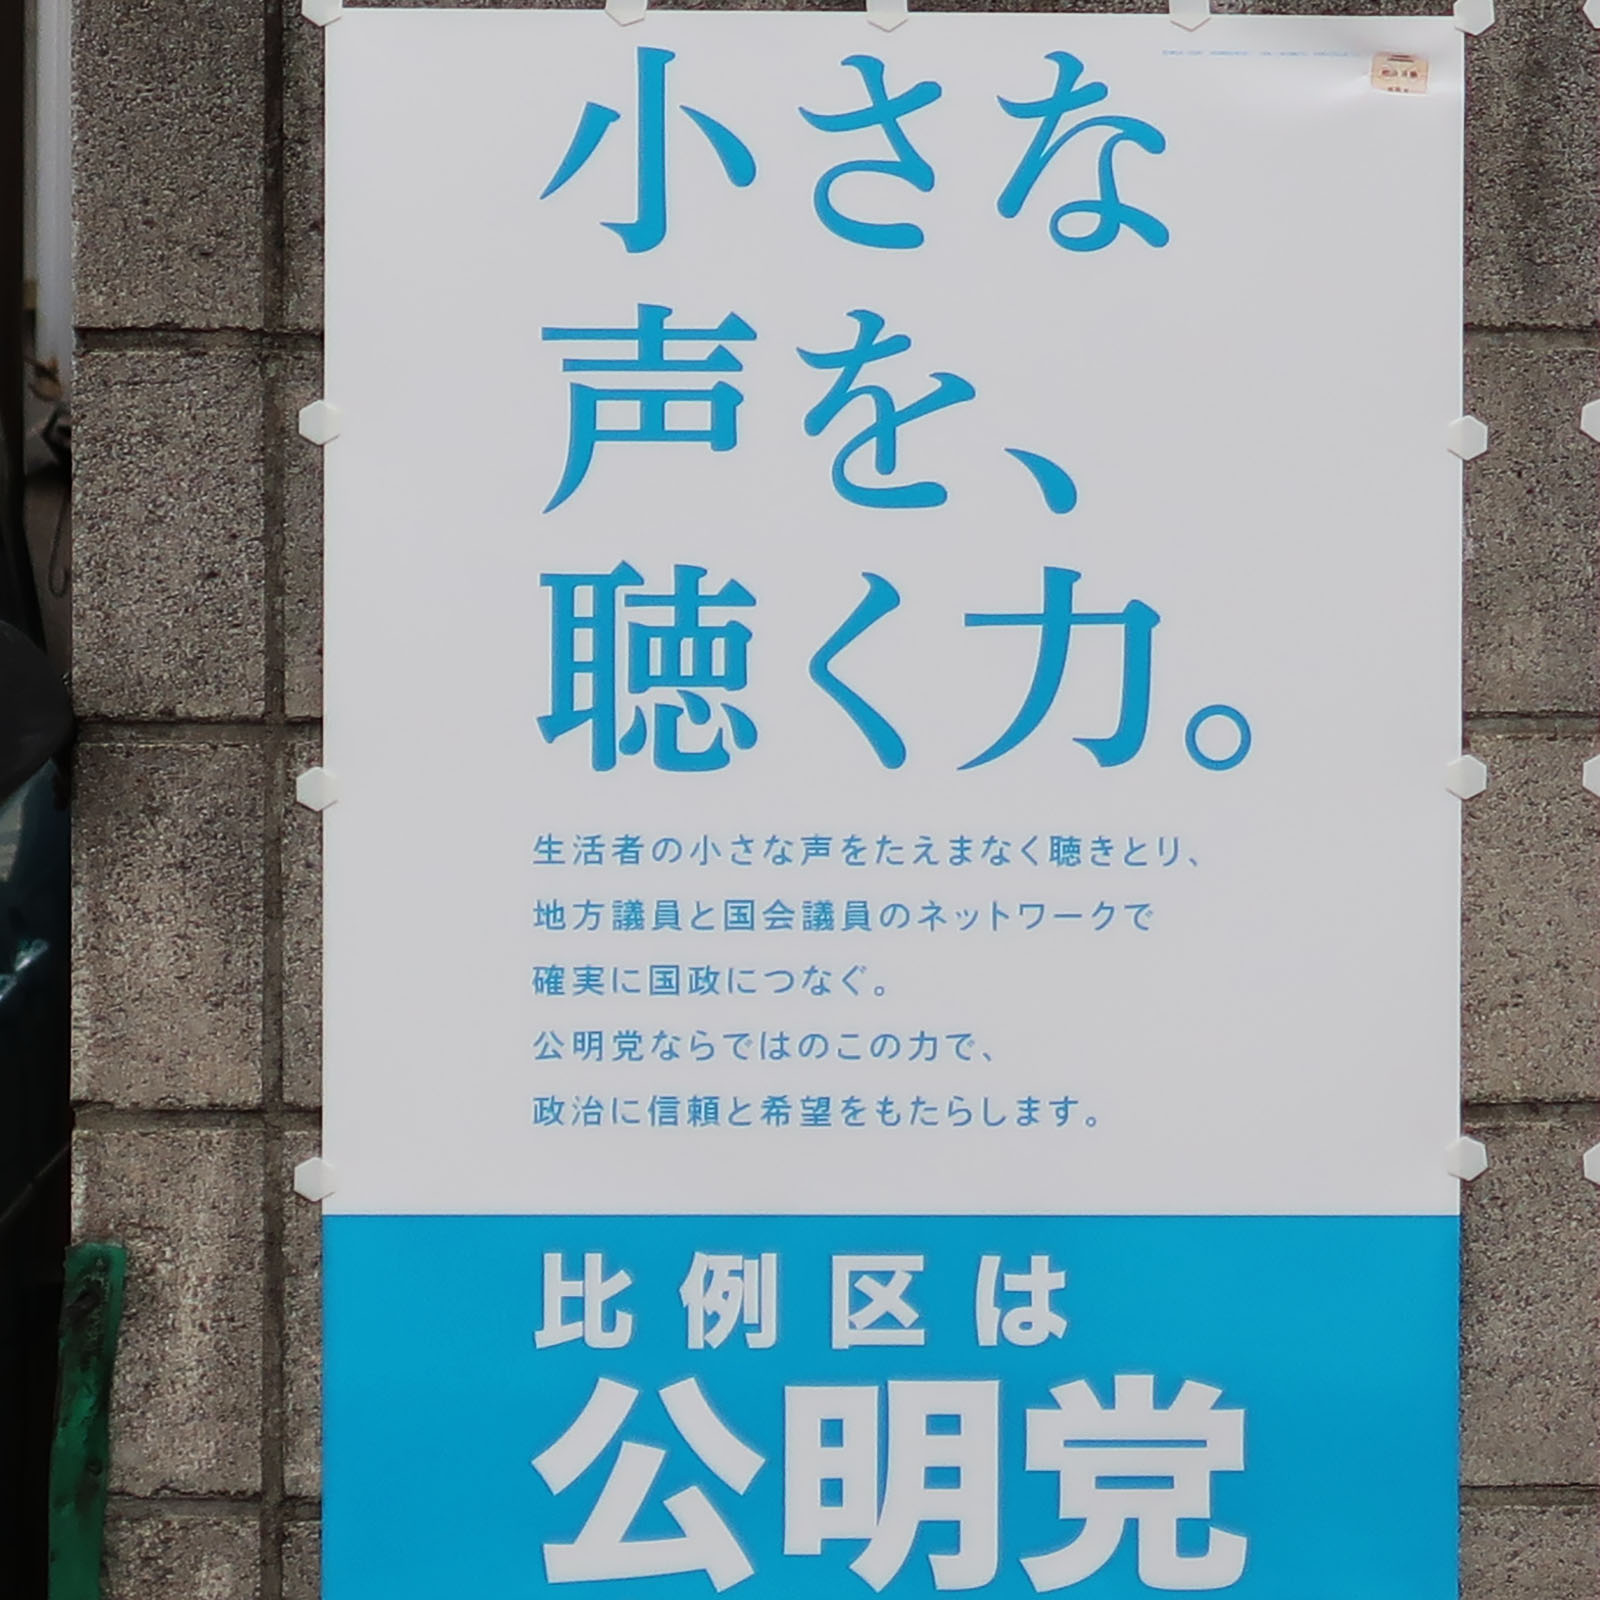 小さな
声を、
聴く力。
生活者の小さな声をたえまなく聴きとり、
地方議員と国会議員のネットワークで
確実に国政につなぐ。
公明党ならではのこの力で、
政治に信頼と希望をもたらします。
比例区は
公明党